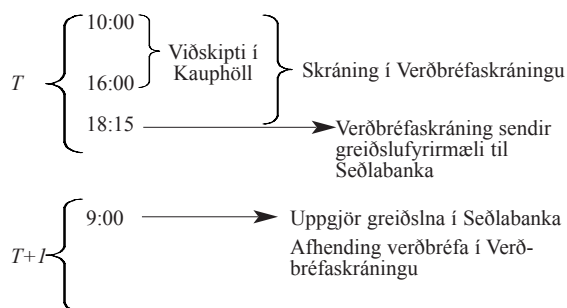 10:00
Viðskipti í
Kauphöll
T
16:00
Skráning í Verðbréfaskráningu
18:15
Verðbréfaskráning sendir
greiðslufyrirmæli til
Seðlabanka
9:00
Uppgjör greiðslna í Seðlabanka
T+1
Afhending verðbréfa í Verð-
bréfaskráningu